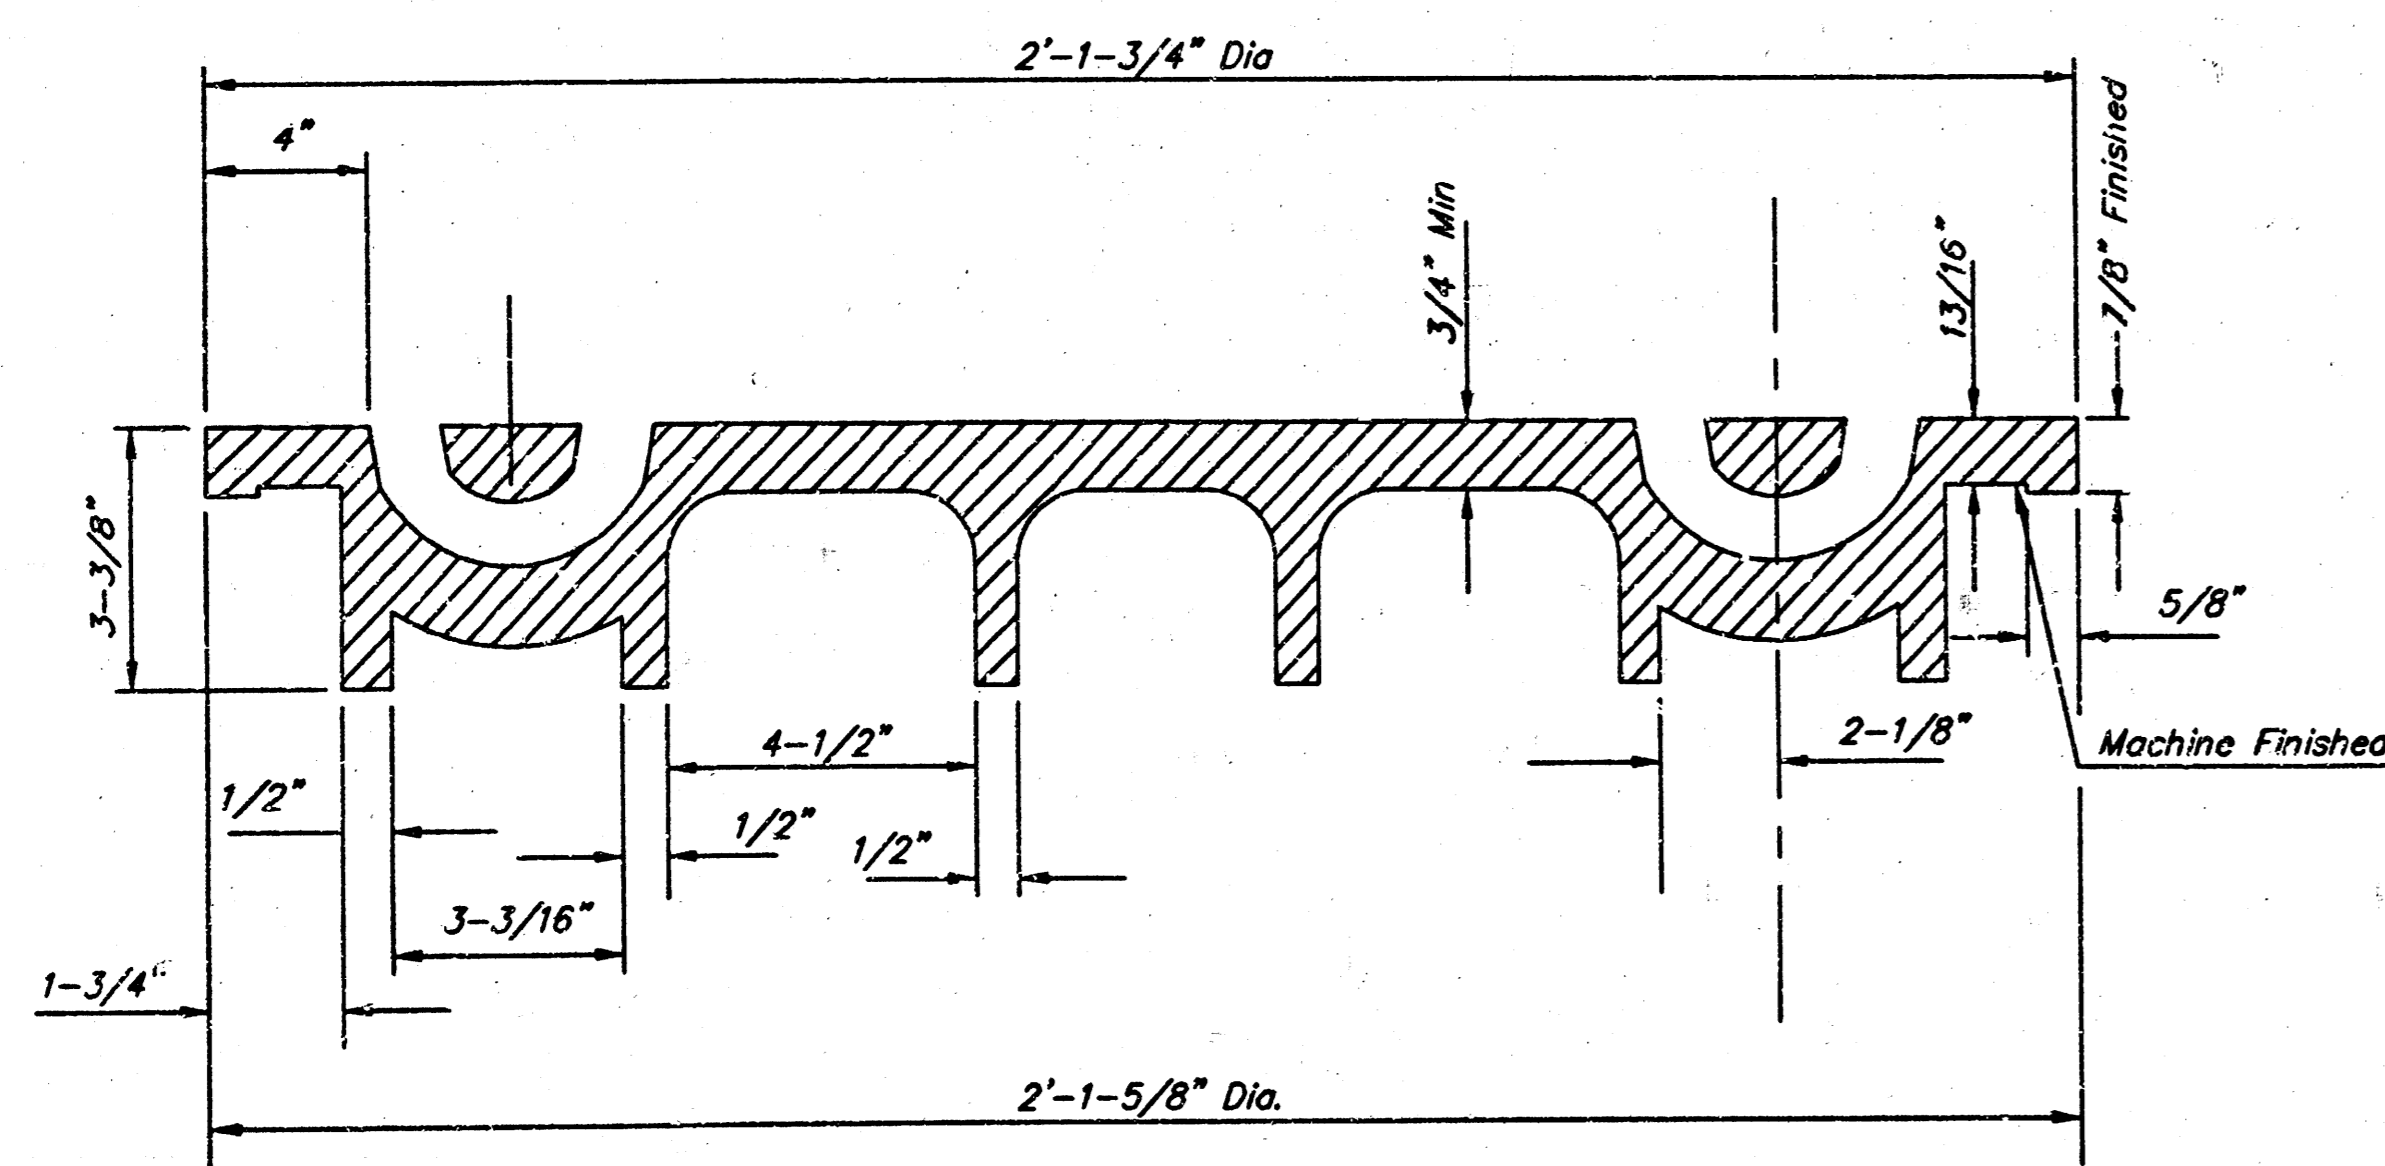 2'-1-3/4" Dia
4"
7/8" Finished
3/4" Min
13/16"
3-3/8"
5/8"
2-1/8"
Machine Finished
4-1/2"
1/2"
1/2"
1/2"
3-3/16"
1-3/4"
2'-1-5/8" Dia.